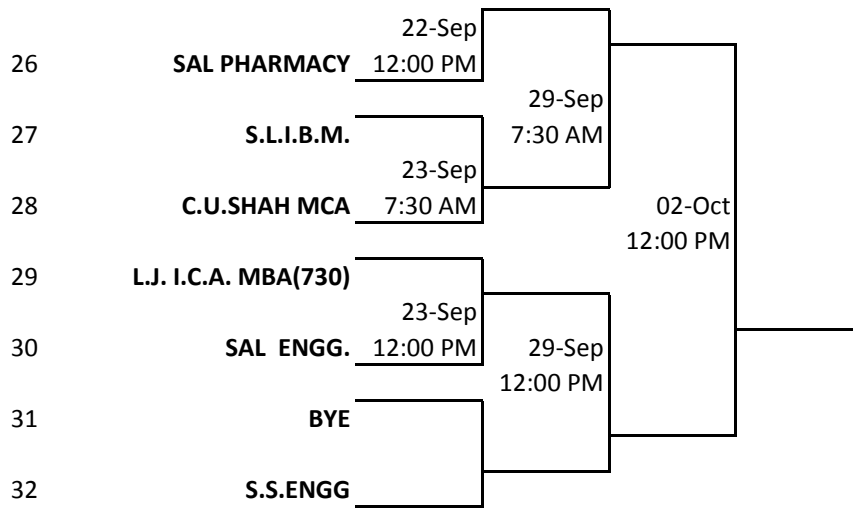 22-Sep
26 SAL PHARMACY 12:00 PM
29-Sep
27 S.L.I.B.M. 7:30 AM
23-Sep
28 C.U.SHAH MCA 7:30 AM 02-Oct
12:00 PM
29 L.J. I.C.A. MBA(730)
23-Sep
30 SAL ENGG. 12:00 PM 29-Sep
12:00 PM
31 BYE
32 S.S.ENGG